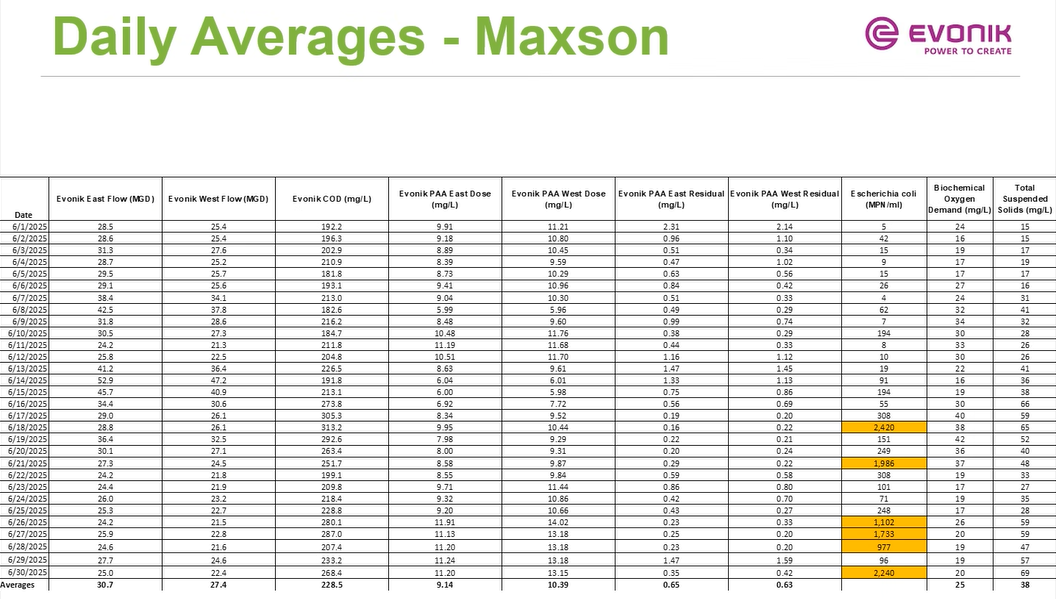 Daily Averages - Maxson
EVONIK
POWER TO CREATE
Date Evonik East Flow (MGD) Evonik West Flow (MGD) Evonik COD (mg/L) Evonik PAA East Dose (mg/L) Evonik PAA West Dose (mg/L) Evonik PAA East Residual (mg/L) Evonik PAA West Residual (mg/L) Escherichia coli (MPN/ml) Biochemical Oxygen Demand (mg/L) Total Suspended Solids (mg/L)
6/1/2025 28.5 25.4 192.2 9.91 11.21 2.31 2.14 5 24 15
6/2/2025 28.6 25.4 196.3 9.18 10.80 0.96 1.10 42 16 15
6/3/2025 31.3 27.6 202.9 8.89 10.45 0.51 0.34 15 19 17
6/4/2025 28.7 25.2 210.9 8.39 9.59 0.47 1.02 9 17 19
6/5/2025 29.5 25.7 181.8 8.73 10.29 0.63 0.56 15 17 17
6/6/2025 29.1 25.6 193.1 9.41 10.96 0.84 0.42 26 27 16
6/7/2025 38.4 34.1 213.0 9.04 10.30 0.51 0.33 4 24 31
6/8/2025 42.5 37.8 182.6 5.99 5.96 0.49 0.29 62 32 41
6/9/2025 31.8 28.6 216.2 8.48 9.60 0.99 0.74 7 34 32
6/10/2025 30.5 27.3 184.7 10.48 11.76 0.38 0.29 194 30 28
6/11/2025 24.2 21.3 211.8 11.19 11.68 0.44 0.33 8 33 26
6/12/2025 25.8 22.5 204.8 10.51 11.70 1.16 1.12 10 30 26
6/13/2025 41.2 36.4 226.5 8.63 9.61 1.47 1.45 19 22 41
6/14/2025 52.9 47.2 191.8 6.04 6.01 1.33 1.13 91 16 36
6/15/2025 45.7 40.9 213.1 6.00 5.98 0.75 0.86 194 19 38
6/16/2025 34.4 30.6 273.8 6.92 7.72 0.56 0.69 55 30 66
6/17/2025 29.0 26.1 305.3 8.34 9.52 0.19 0.20 308 40 59
6/18/2025 28.8 26.1 313.2 9.95 10.44 0.16 0.22 2,420 38 65
6/19/2025 36.4 32.5 292.6 7.98 9.29 0.22 0.21 151 42 52
6/20/2025 30.1 27.1 263.4 8.00 9.31 0.20 0.24 249 36 40
6/21/2025 27.3 24.5 251.7 8.58 9.87 0.29 0.22 1,986 37 48
6/22/2025 24.2 21.8 199.1 8.55 9.84 0.59 0.58 308 19 33
6/23/2025 24.4 21.9 209.8 9.71 11.44 0.86 0.80 101 17 27
6/24/2025 26.0 23.2 218.4 9.32 10.86 0.42 0.70 71 19 35
6/25/2025 25.3 22.7 228.8 9.20 10.66 0.43 0.27 248 17 28
6/26/2025 24.2 21.5 280.1 11.91 14.02 0.23 0.33 1,102 26 59
6/27/2025 25.9 22.8 287.0 11.13 13.18 0.25 0.20 1,733 20 59
6/28/2025 24.6 21.6 207.4 11.20 13.18 0.23 0.20 977 19 47
6/29/2025 27.7 24.6 233.2 11.24 13.18 1.47 1.59 96 19 57
6/30/2025 25.0 22.4 268.4 11.20 13.15 0.35 0.42 2,240 20 69
Averages 30.7 27.4 228.5 9.14 10.39 0.65 0.63 25 38